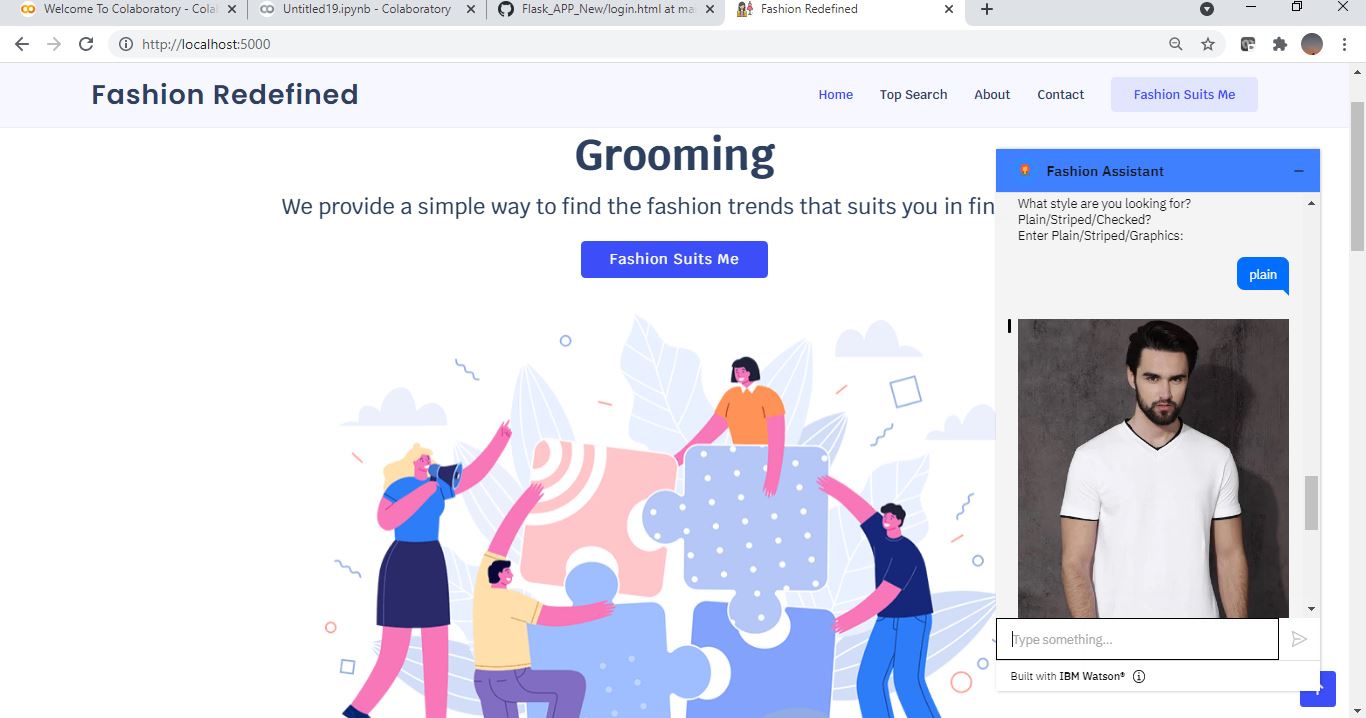 Welcome To Colaboratory - Cola
Untitled19.ipynb - Colaboratory
Flask_APP_New/login.html at ma
Fashion Redefined
http://localhost:5000
Fashion Redefined
Home
Top Search
About
Contact
Fashion Suits Me
Grooming
We provide a simple way to find the fashion trends that suits you in fin
Fashion Suits Me
Fashion Assistant
What style are you looking for?
Plain/Striped/Checked?
Enter Plain/Striped/Graphics:
plain
Type something...
Built with IBM Watson®